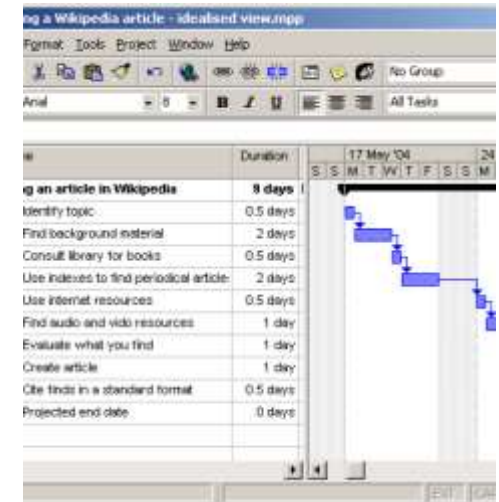 ng a Wikipedia article - idealised view.mpp
Format Tools Project Window Help
No Group
Arial 8 B I U All Tasks
e Duration 17 May '04 24
S S M T W T F S S M
g an article in Wikipedia 9 days
Identify topic 0.5 days
Find background material 2 days
Consult library for books 0.5 days
Use indexes to find periodical article 2 days
Use internet resources 0.5 days
Find audio and vido resources 1 day
Evaluate what you find 1 day
Create article 1 day
Cite finds in a standard format 0.5 days
Projected end date 0 days
EXT